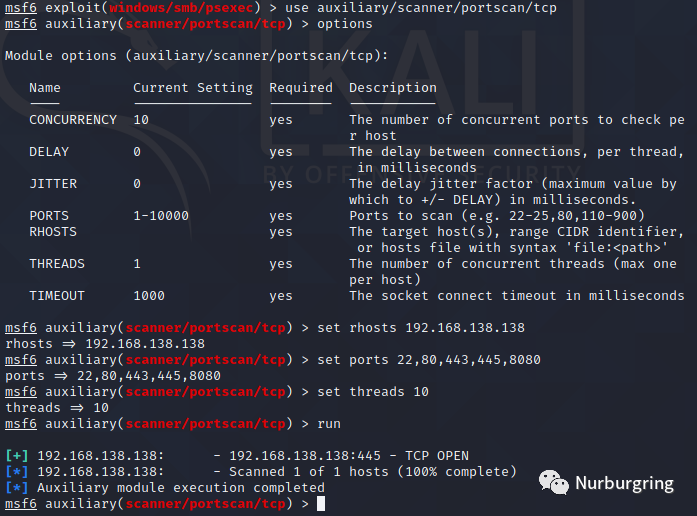 msf6 exploit(windows/smb/psexec) > use auxiliary/scanner/portscan/tcp
msf6 auxiliary(scanner/portscan/tcp) > options
Module options (auxiliary/scanner/portscan/tcp):
Name Current Setting Required Description
CONCURRENCY 10 yes The number of concurrent ports to check pe
r host
DELAY 0 yes The delay between connections, per thread,
in milliseconds
JITTER 0 yes The delay jitter factor (maximum value by
which to +/- DELAY) in milliseconds.
PORTS 1-10000 yes Ports to scan (e.g. 22-25,80,110-900)
RHOSTS yes The target host(s), range CIDR identifier,
or hosts file with syntax 'file:<path>'
THREADS 1 yes The number of concurrent threads (max one
per host)
TIMEOUT 1000 yes The socket connect timeout in milliseconds
msf6 auxiliary(scanner/portscan/tcp) > set rhosts 192.168.138.138
rhosts => 192.168.138.138
msf6 auxiliary(scanner/portscan/tcp) > set ports 22,80,443,445,8080
ports => 22,80,443,445,8080
msf6 auxiliary(scanner/portscan/tcp) > set threads 10
threads => 10
msf6 auxiliary(scanner/portscan/tcp) > run
[+] 192.168.138.138: - 192.168.138.138:445 - TCP OPEN
[*] 192.168.138.138: - Scanned 1 of 1 hosts (100% complete)
[*] Auxiliary module execution completed
msf6 auxiliary(scanner/portscan/tcp) >
KALI
BY OFFENSIVE SECURITY
Nurburgring